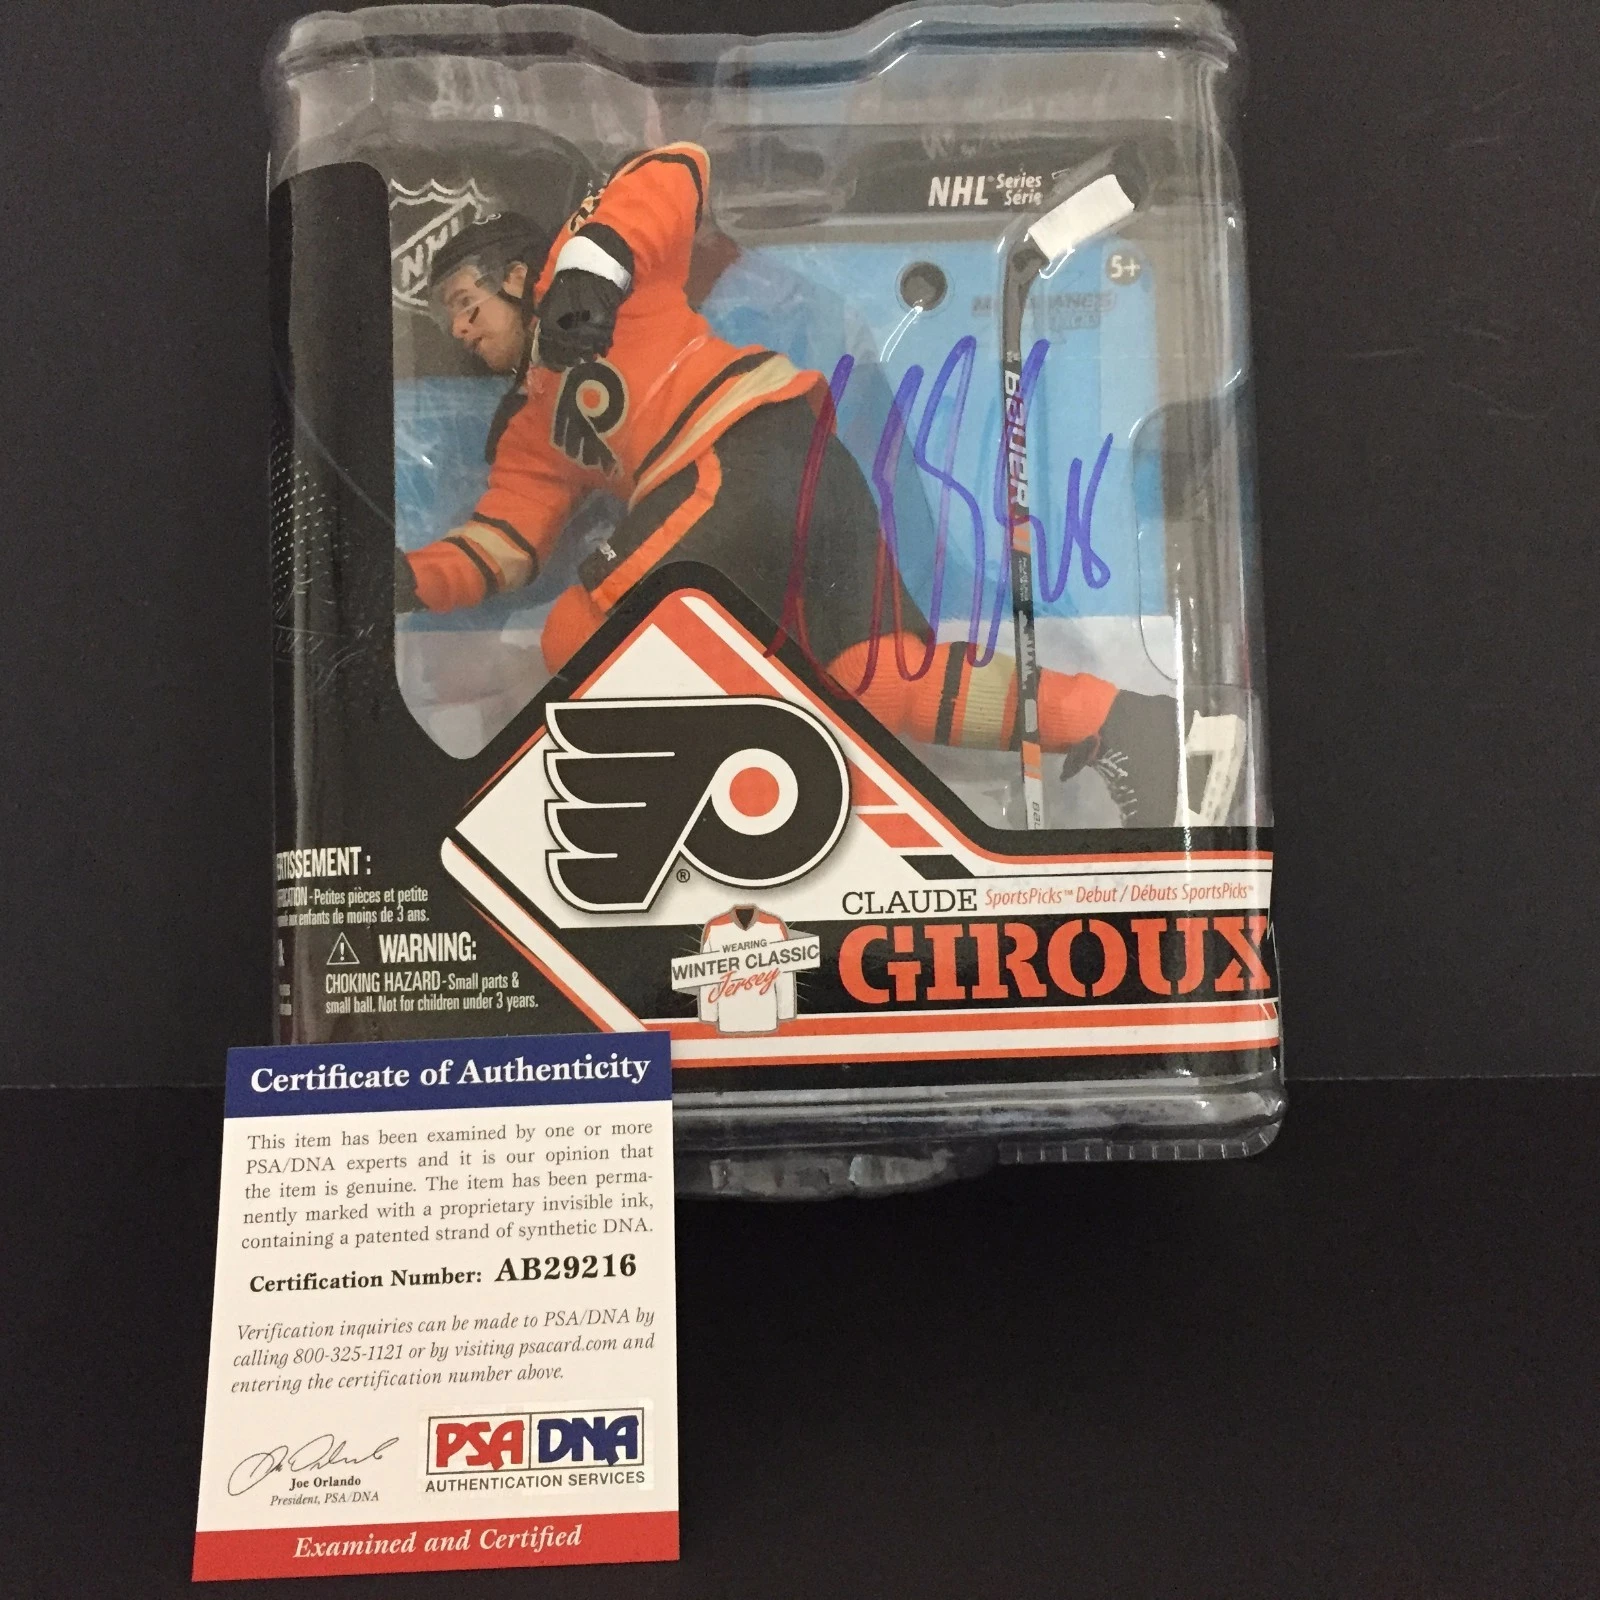 NHL
NHL Series
Série
5+
BAUER
28
ERTISSEMENT :
- Petites pièces et petite
enfants de moins de 3 ans.
WARNING:
CHOKING HAZARD - Small parts &
small ball. Not for children under 3 years.
®
WEARING
WINTER CLASSIC
Jersey
CLAUDE SportsPicks™ Debut / Débuts SportsPicks™
GIROUX
Certificate of Authenticity
This item has been examined by one or more
PSA/DNA experts and it is our opinion that
the item is genuine. The item has been perma-
nently marked with a proprietary invisible ink,
containing a patented strand of synthetic DNA.
Certification Number: AB29216
Verification inquiries can be made to PSA/DNA by
calling 800-325-1121 or by visiting psacard.com and
entering the certification number above.
Joe Orlando
President, PSA/DNA
PSA DNA
AUTHENTICATION SERVICES
Examined and Certified